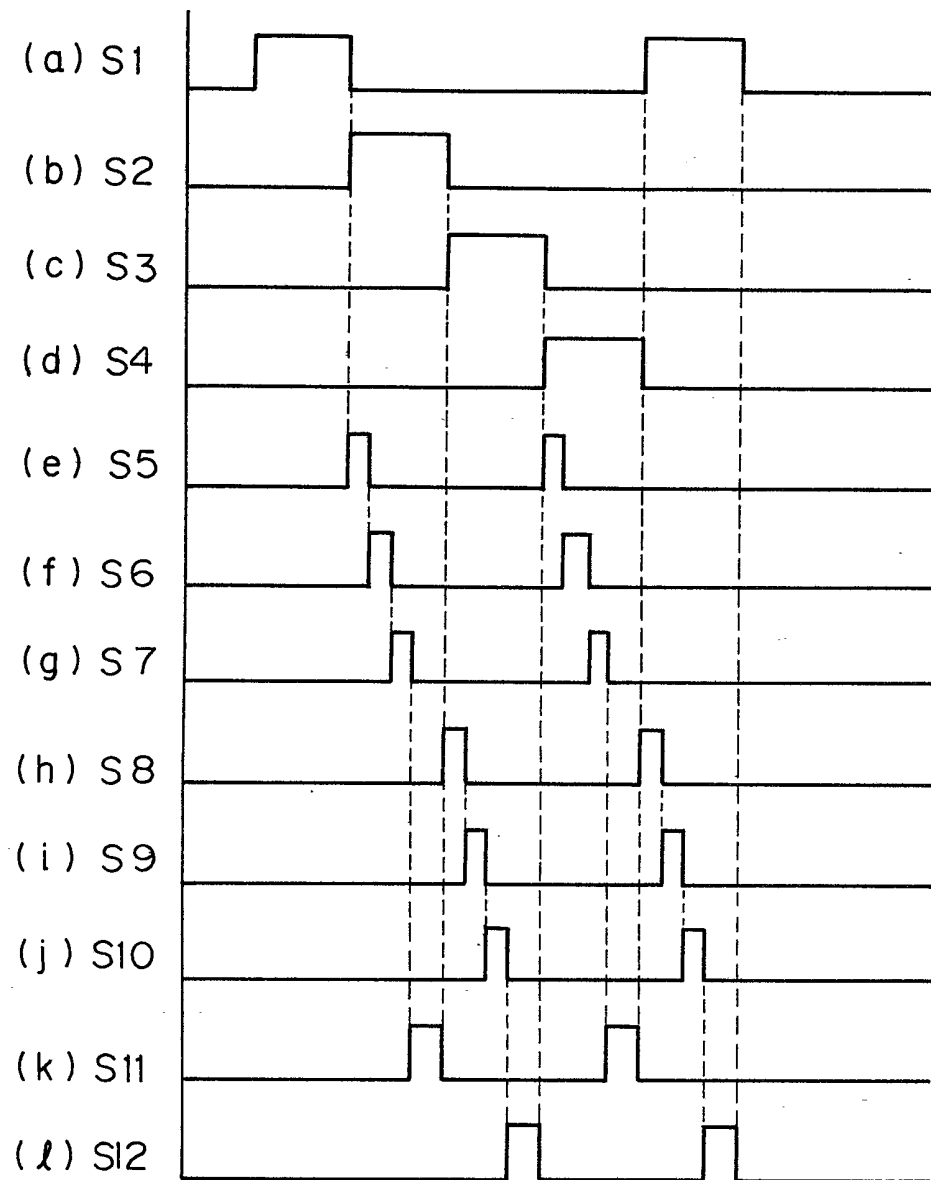 (a) S1
(b) S2
(c) S3
(d) S4
(e) S5
(f) S6
(g) S7
(h) S8
(i) S9
(j) S10
(k) S11
(l) S12